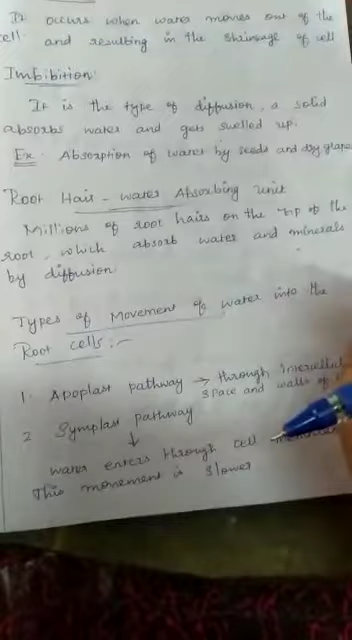 It occurs when water moves out of the
cell and resulting in the shrinkage of cell
Imbibition:
It is the type of diffusion, a solid
absorbs water and gets swelled up.
Ex: Absorption of water by seeds and dry grapes
Root Hair - water Absorbing unit
Millions of root hairs on the tip of the
root, which absorb water and minerals
by diffusion
Types of Movement of water into the
Root cells:-
1. Apoplast pathway → through Intercellular
space and walls of
2 Symplast pathway
↓
water enters through cell
This movement is slower